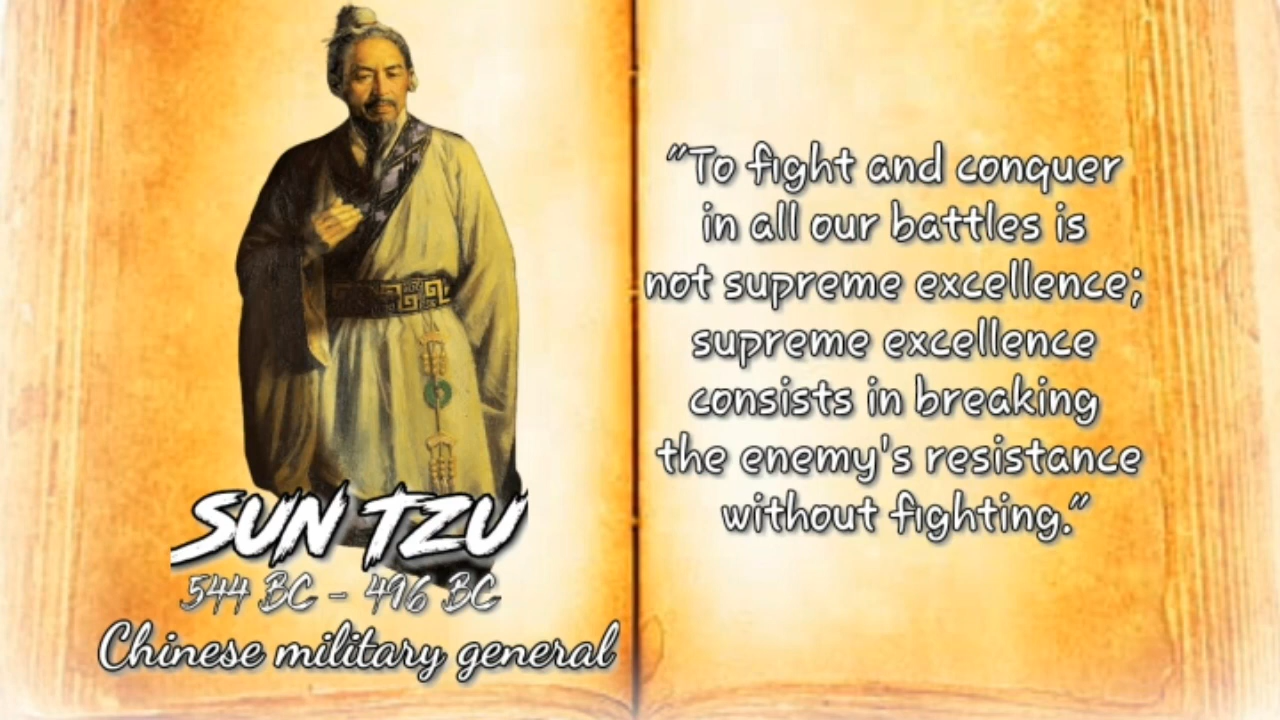 SUN TZU
544 BC - 496 BC
Chinese military general
"To fight and conquer
in all our battles is
not supreme excellence;
supreme excellence
consists in breaking
the enemy's resistance
without fighting."